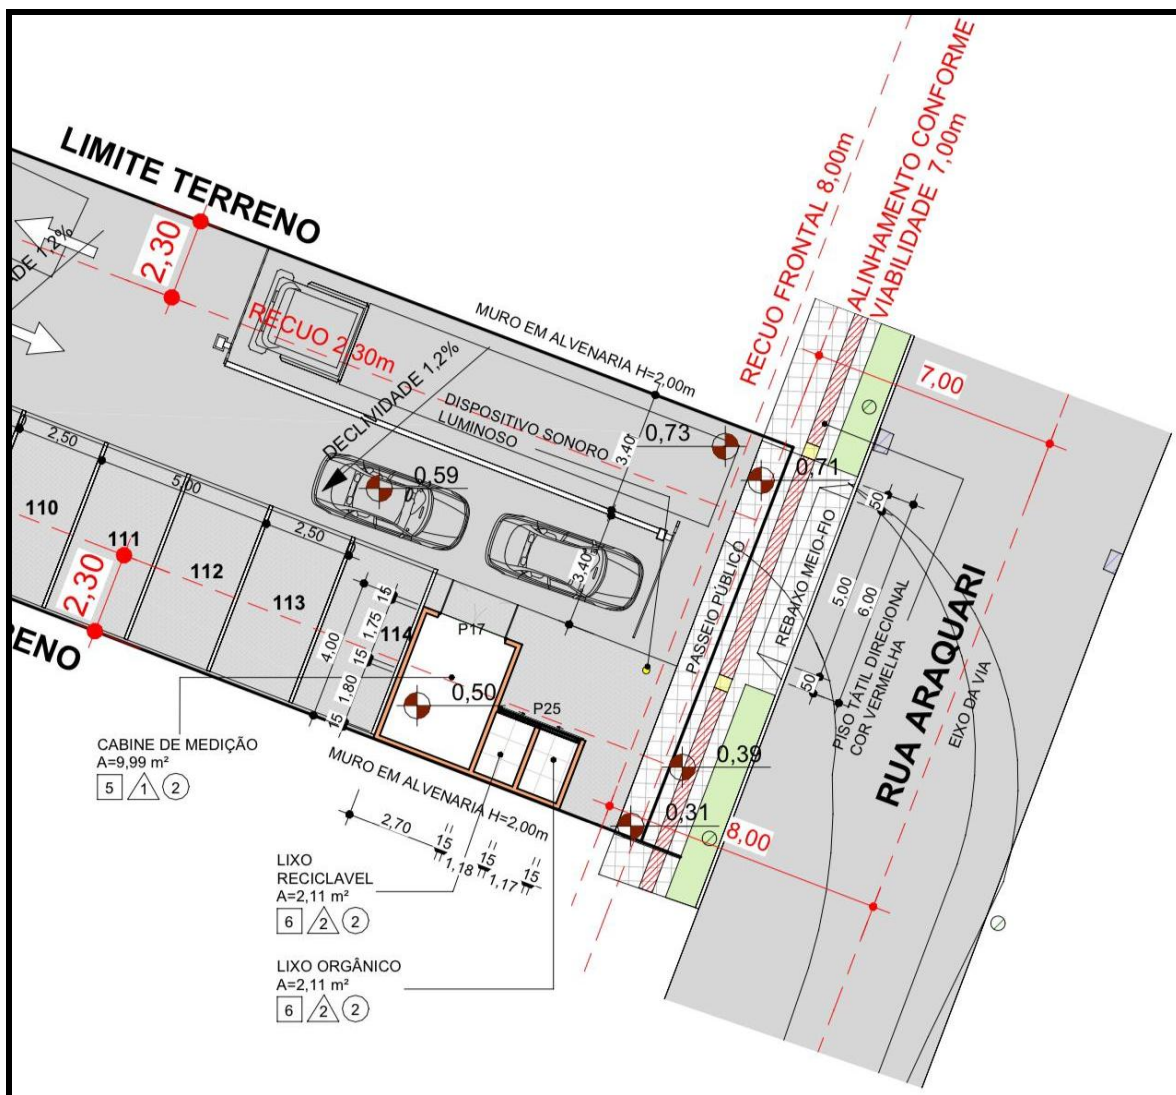 LIMITE TERRENO
2,30
RECUO 2,30m
DECLIVIDADE 1,2%
MURO EM ALVENARIA H=2,00m
DISPOSITIVO SONORO
LUMINOSO
RECUO FRONTAL 8,00m
ALINHAMENTO CONFORME
VIABILIDADE 7,00m
7,00
3,40
0,73
0,71
0,59
ADE 1,2%
2,50
5,00
2,50
110
111
112
113
114
2,30
RENO
3,40
PASSEIO PÚBLICO
REBAIXO MEIO-FIO
50
5,00
6,00
50
PISO TÁTIL DIRECIONAL
COR VERMELHA
RUA ARAQUARI
EIXO DA VIA
4,00
15
1,75
15
1,80
15
P17
0,50
P25
0,39
0,31
8,00
CABINE DE MEDIÇÃO
A=9,99 m²
5 1 2
MURO EM ALVENARIA H=2,00m
2,70
15
1,18
15
1,17
15
LIXO
RECICLAVEL
A=2,11 m²
6 2 2
LIXO ORGÂNICO
A=2,11 m²
6 2 2